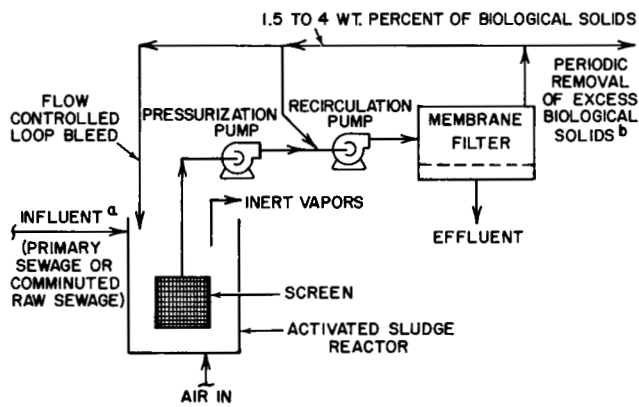 1.5 TO 4 WT. PERCENT OF BIOLOGICAL SOLIDS
FLOW
CONTROLLED
LOOP BLEED
PRESSURIZATION
PUMP
RECIRCULATION
PUMP
MEMBRANE
FILTER
PERIODIC
REMOVAL
OF EXCESS
BIOLOGICAL
SOLIDS b
INERT VAPORS
EFFLUENT
INFLUENT a
(PRIMARY
SEWAGE OR
COMMINUTED
RAW SEWAGE)
SCREEN
ACTIVATED SLUDGE
REACTOR
AIR IN